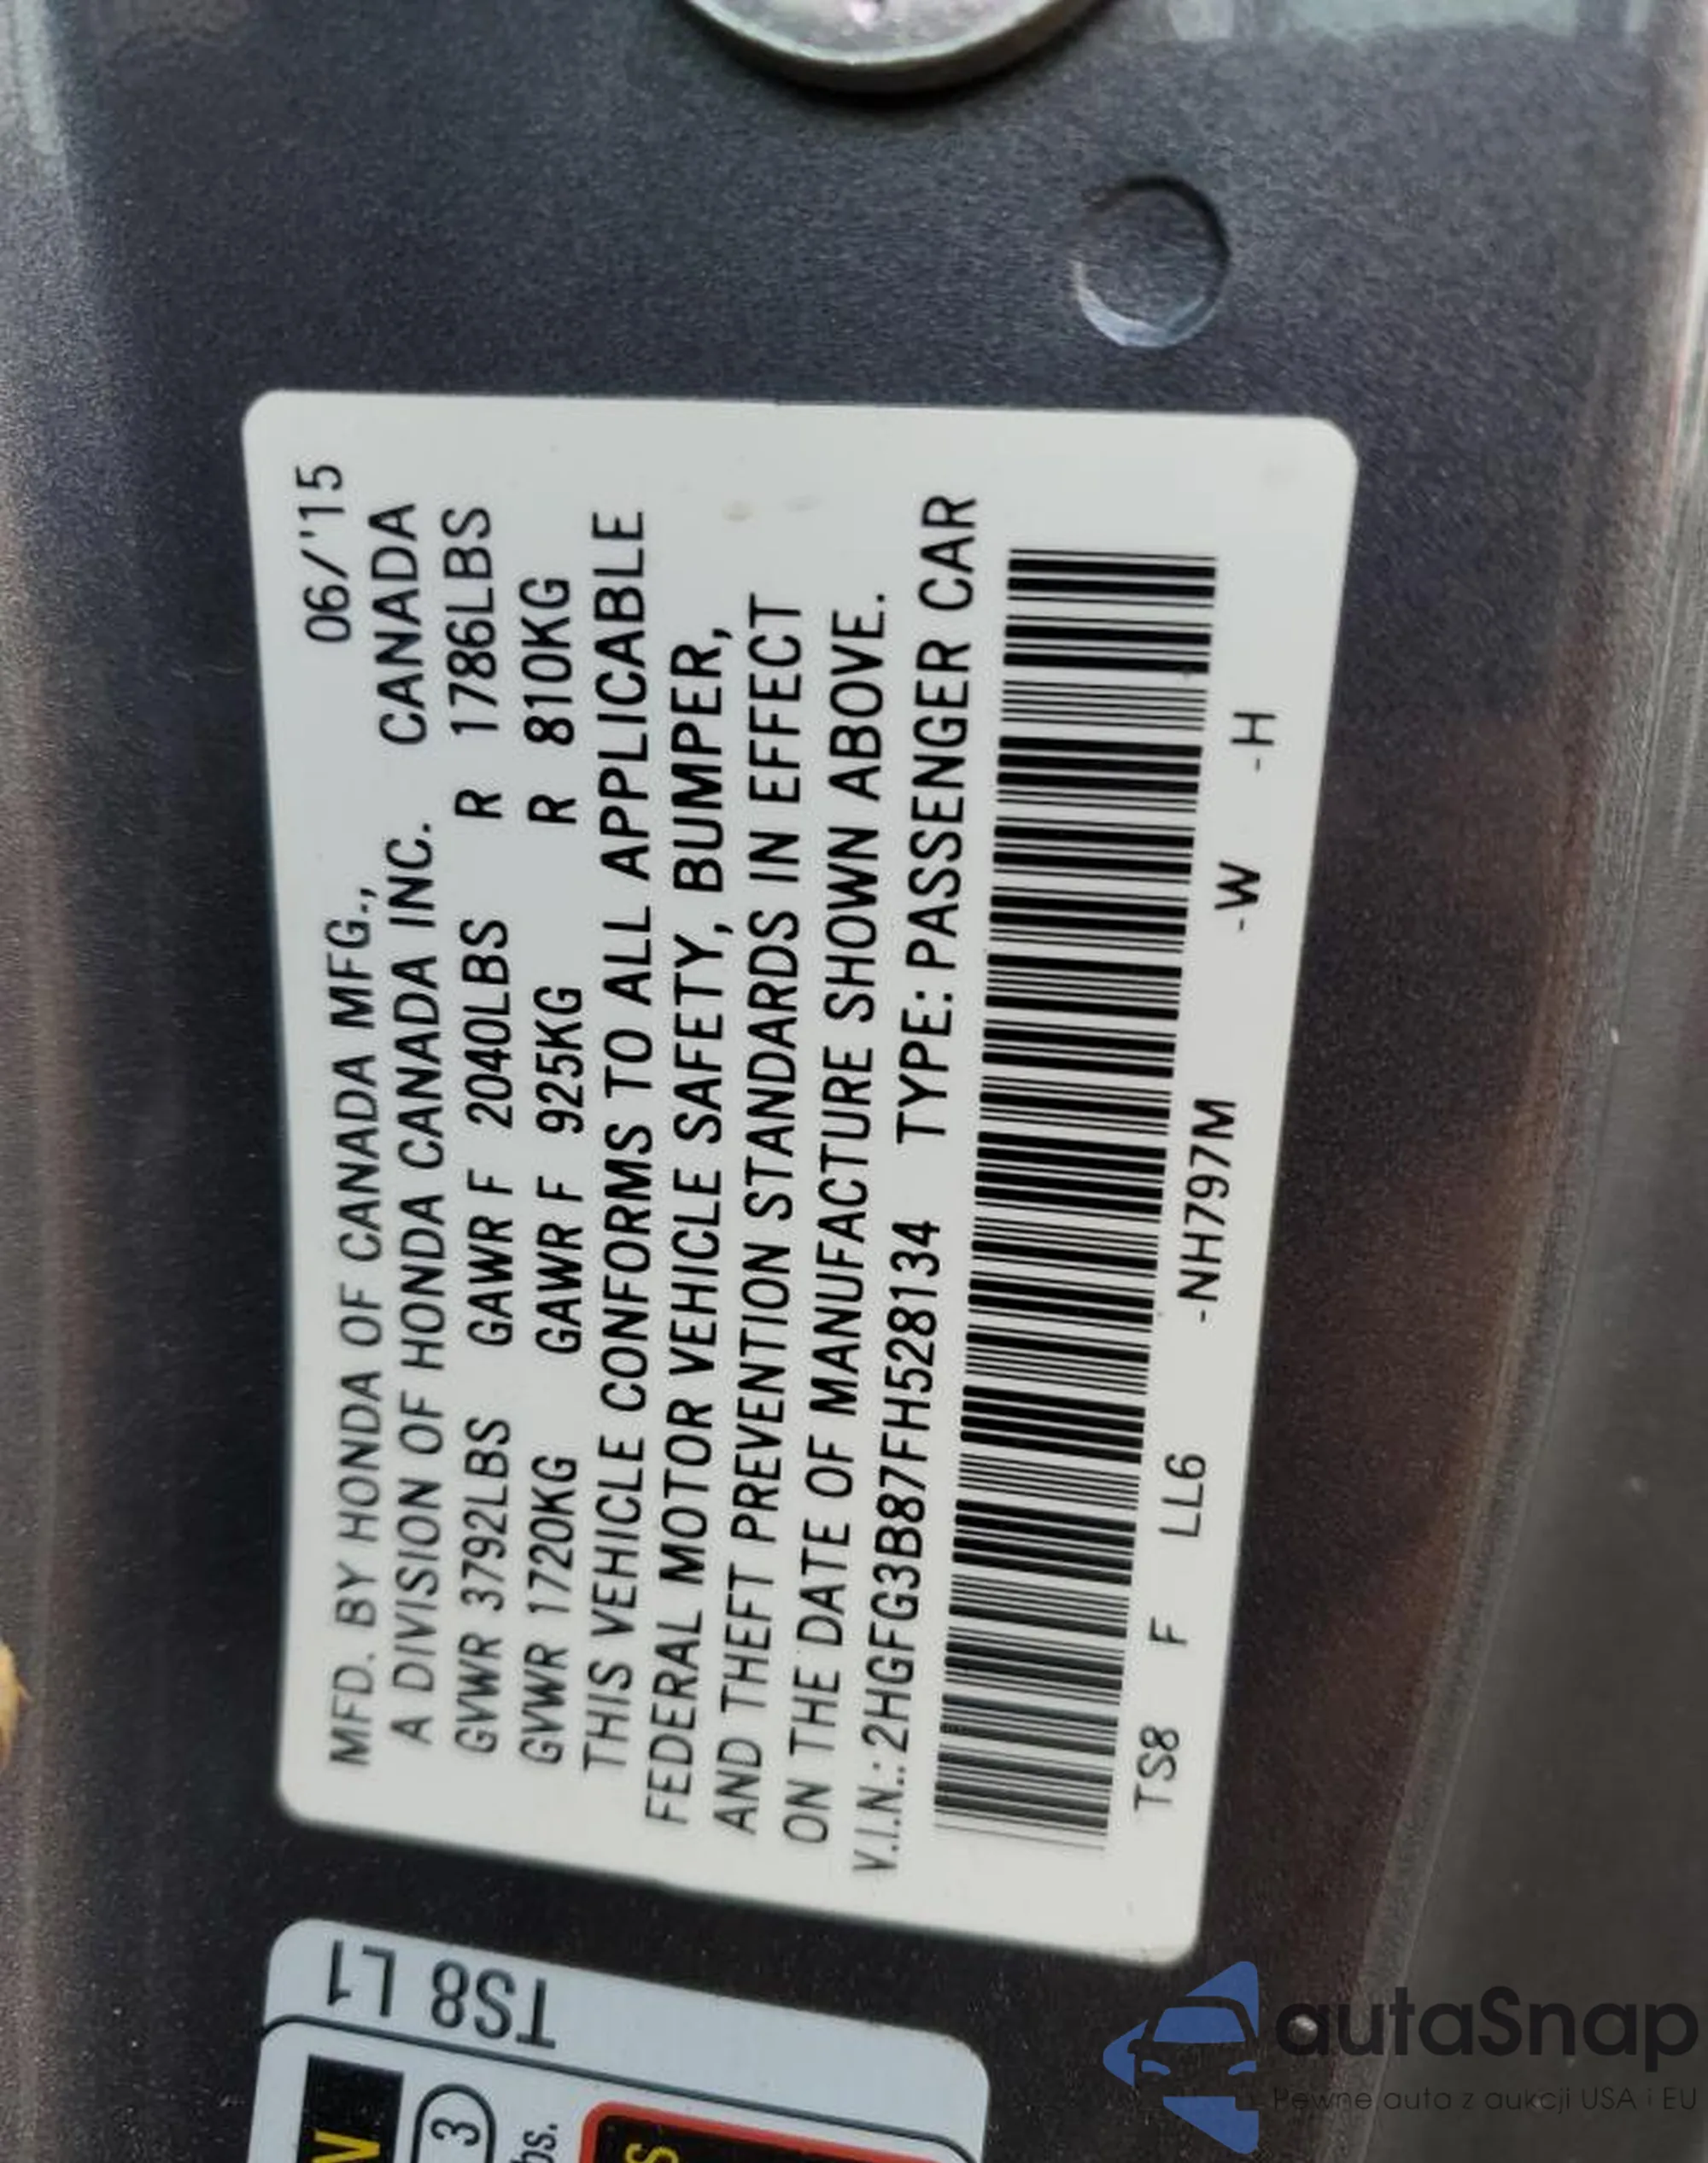 06/'15
MFD. BY HONDA OF CANADA MFG.,
A DIVISION OF HONDA CANADA INC. CANADA
GVWR 3792LBS GAWR F 2040LBS R 1786LBS
GVWR 1720KG GAWR F 925KG R 810KG
THIS VEHICLE CONFORMS TO ALL APPLICABLE
FEDERAL MOTOR VEHICLE SAFETY, BUMPER,
AND THEFT PREVENTION STANDARDS IN EFFECT
ON THE DATE OF MANUFACTURE SHOWN ABOVE.
V.I.N.: 2HGFG3B87FH528134 TYPE: PASSENGER CAR
TS8 F LL6 -NH797M -W -H
TS8 L1
3
autaSnap
Pewne auta z aukcji USA i EU